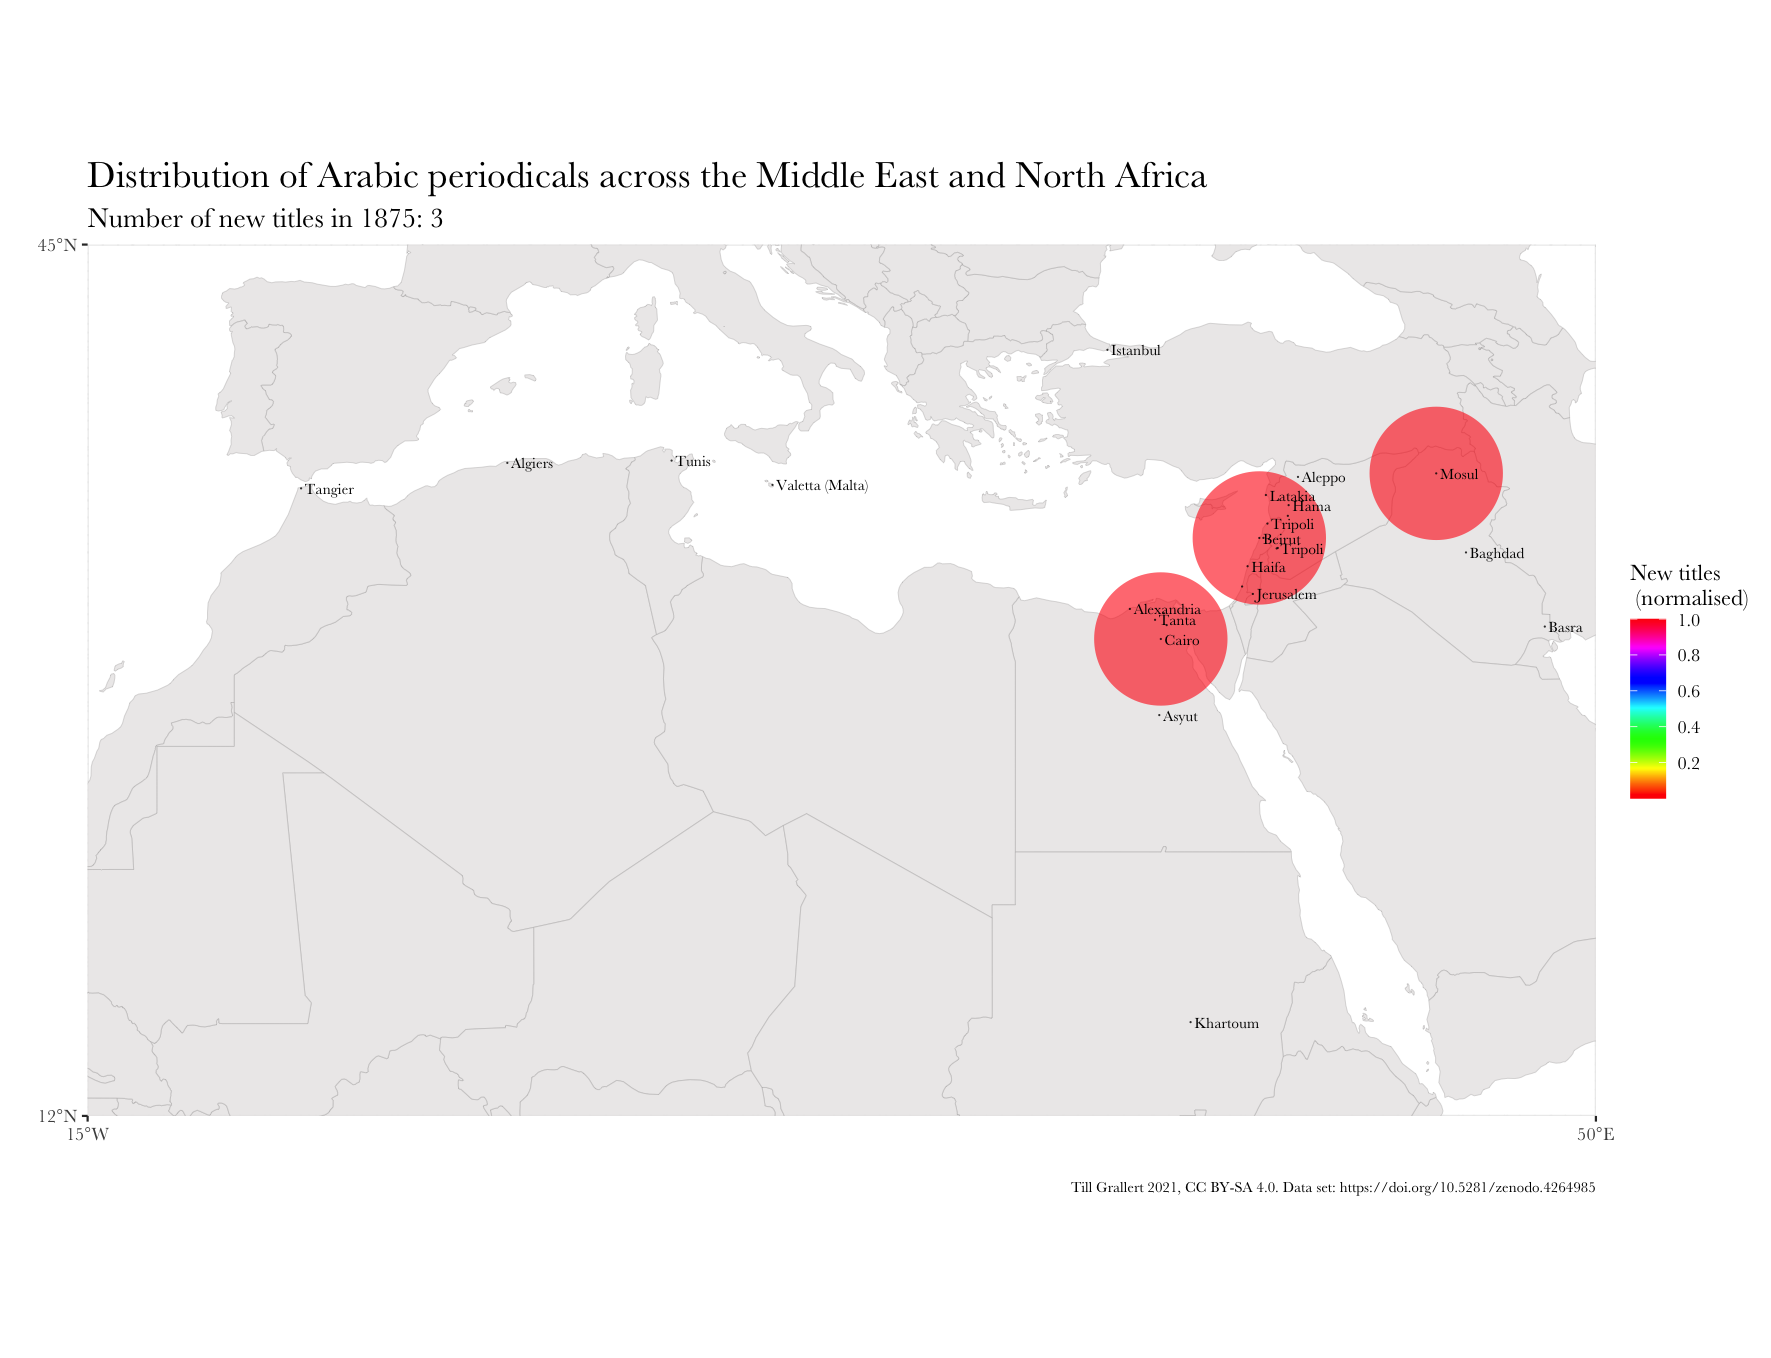 Distribution of Arabic periodicals across the Middle East and North Africa
Number of new titles in 1875: 3
45°N
Istanbul
Algiers
Tunis
Mosul
Aleppo
Valetta (Malta)
Tangier
Latakia
Hama
Tripoli
Beirut
Tripoli
Baghdad
Haifa
Jerusalem
Alexandria
Tanta
Basra
Cairo
Asyut
Khartoum
New titles
(normalised)
1.0
0.8
0.6
0.4
0.2
12°N
15°W
50°E
Till Grallert 2021, CC BY-SA 4.0. Data set: https://doi.org/10.5281/zenodo.4264985